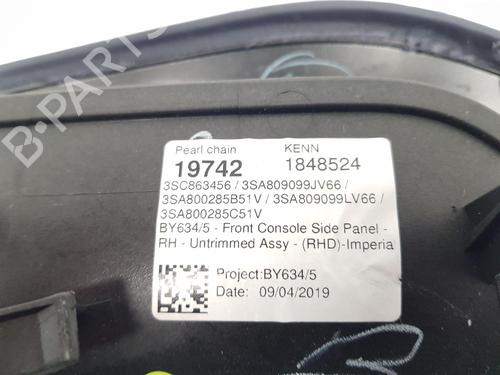 B-PARTS
Pearl chain KENN
19742 1848524
3SC863456 / 3SA809099JV66 /
3SA800285B51V / 3SA809099LV66 /
3SA800285C51V
BY634/5 - Front Console Side Panel -
RH - Untrimmed Assy - (RHD)-Imperia
Project:BY634/5
Date: 09/04/2019